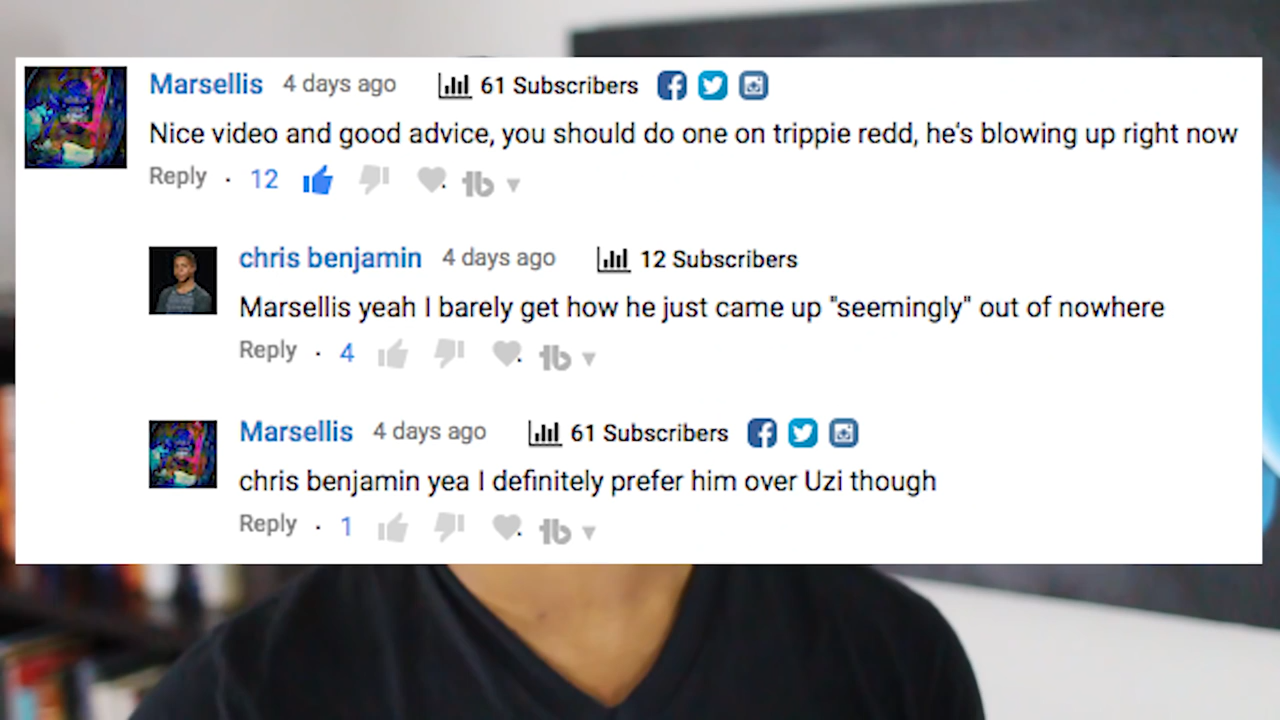 Marsellis 4 days ago 61 Subscribers
Nice video and good advice, you should do one on trippie redd, he's blowing up right now
Reply · 12
chris benjamin 4 days ago 12 Subscribers
Marsellis yeah I barely get how he just came up "seemingly" out of nowhere
Reply · 4
Marsellis 4 days ago 61 Subscribers
chris benjamin yea I definitely prefer him over Uzi though
Reply · 1